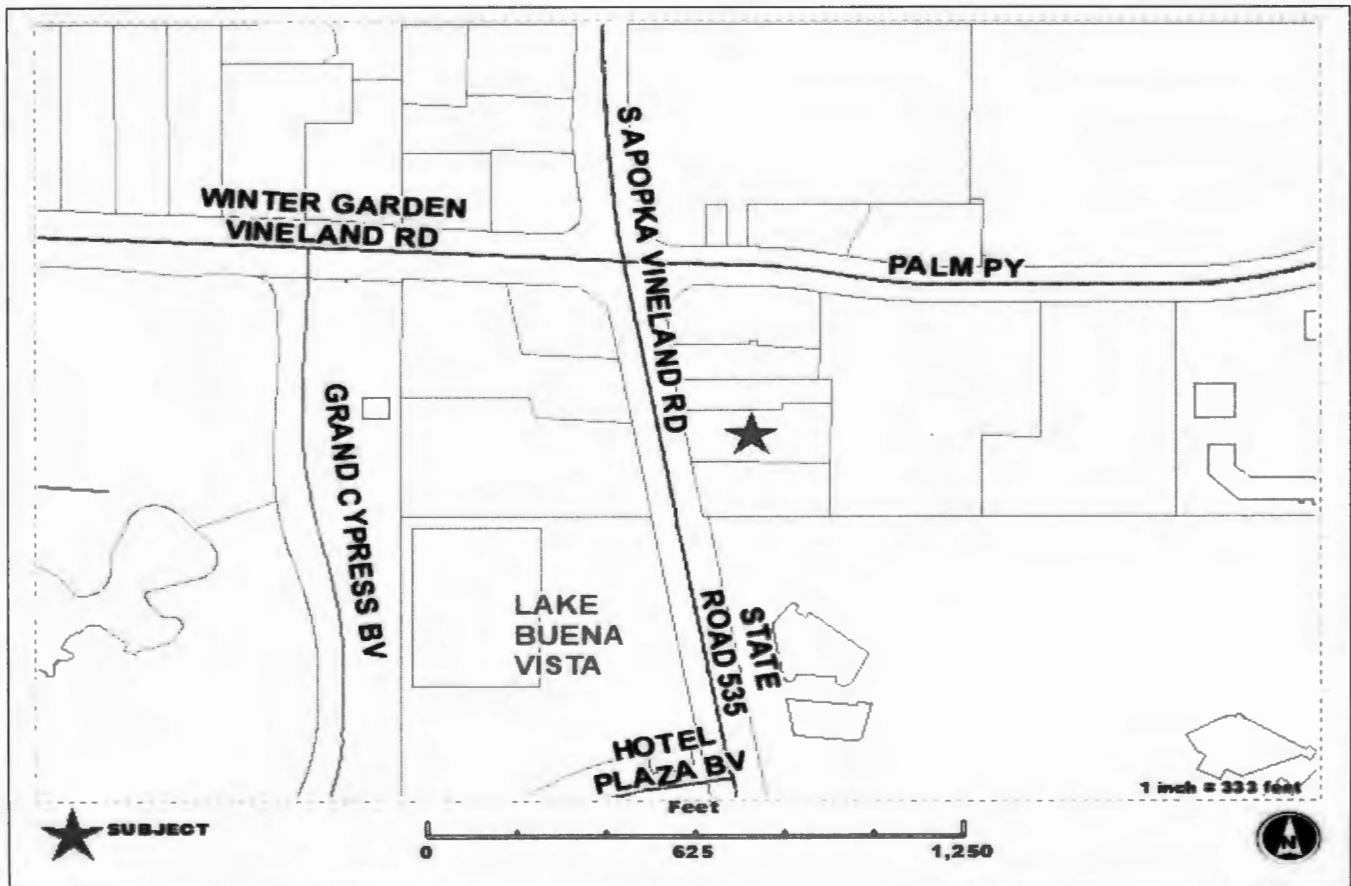 WINTER GARDEN
VINELAND RD
S APOPKA VINELAND RD
PALM PY
GRAND CYPRESS BV
LAKE
BUENA
VISTA
STATE
ROAD 535
HOTEL
PLAZA BV
1 inch = 333 feet
Feet
SUBJECT
0 625 1,250
N